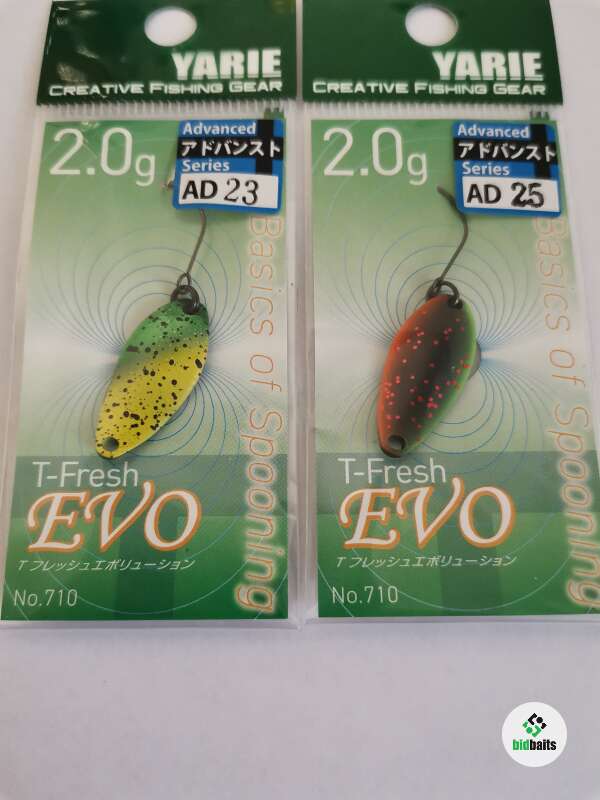 YARIE
CREATIVE FISHING GEAR
2.0g
Advanced
アドバンスト
Series
AD 23
Basics of Spooning
T-Fresh
EVO
T フレッシュエボリューション
No.710
YARIE
CREATIVE FISHING GEAR
2.0g
Advanced
アドバンスト
Series
AD 25
Basics of Spooning
T-Fresh
EVO
T フレッシュエボリューション
No.710
bidbaits